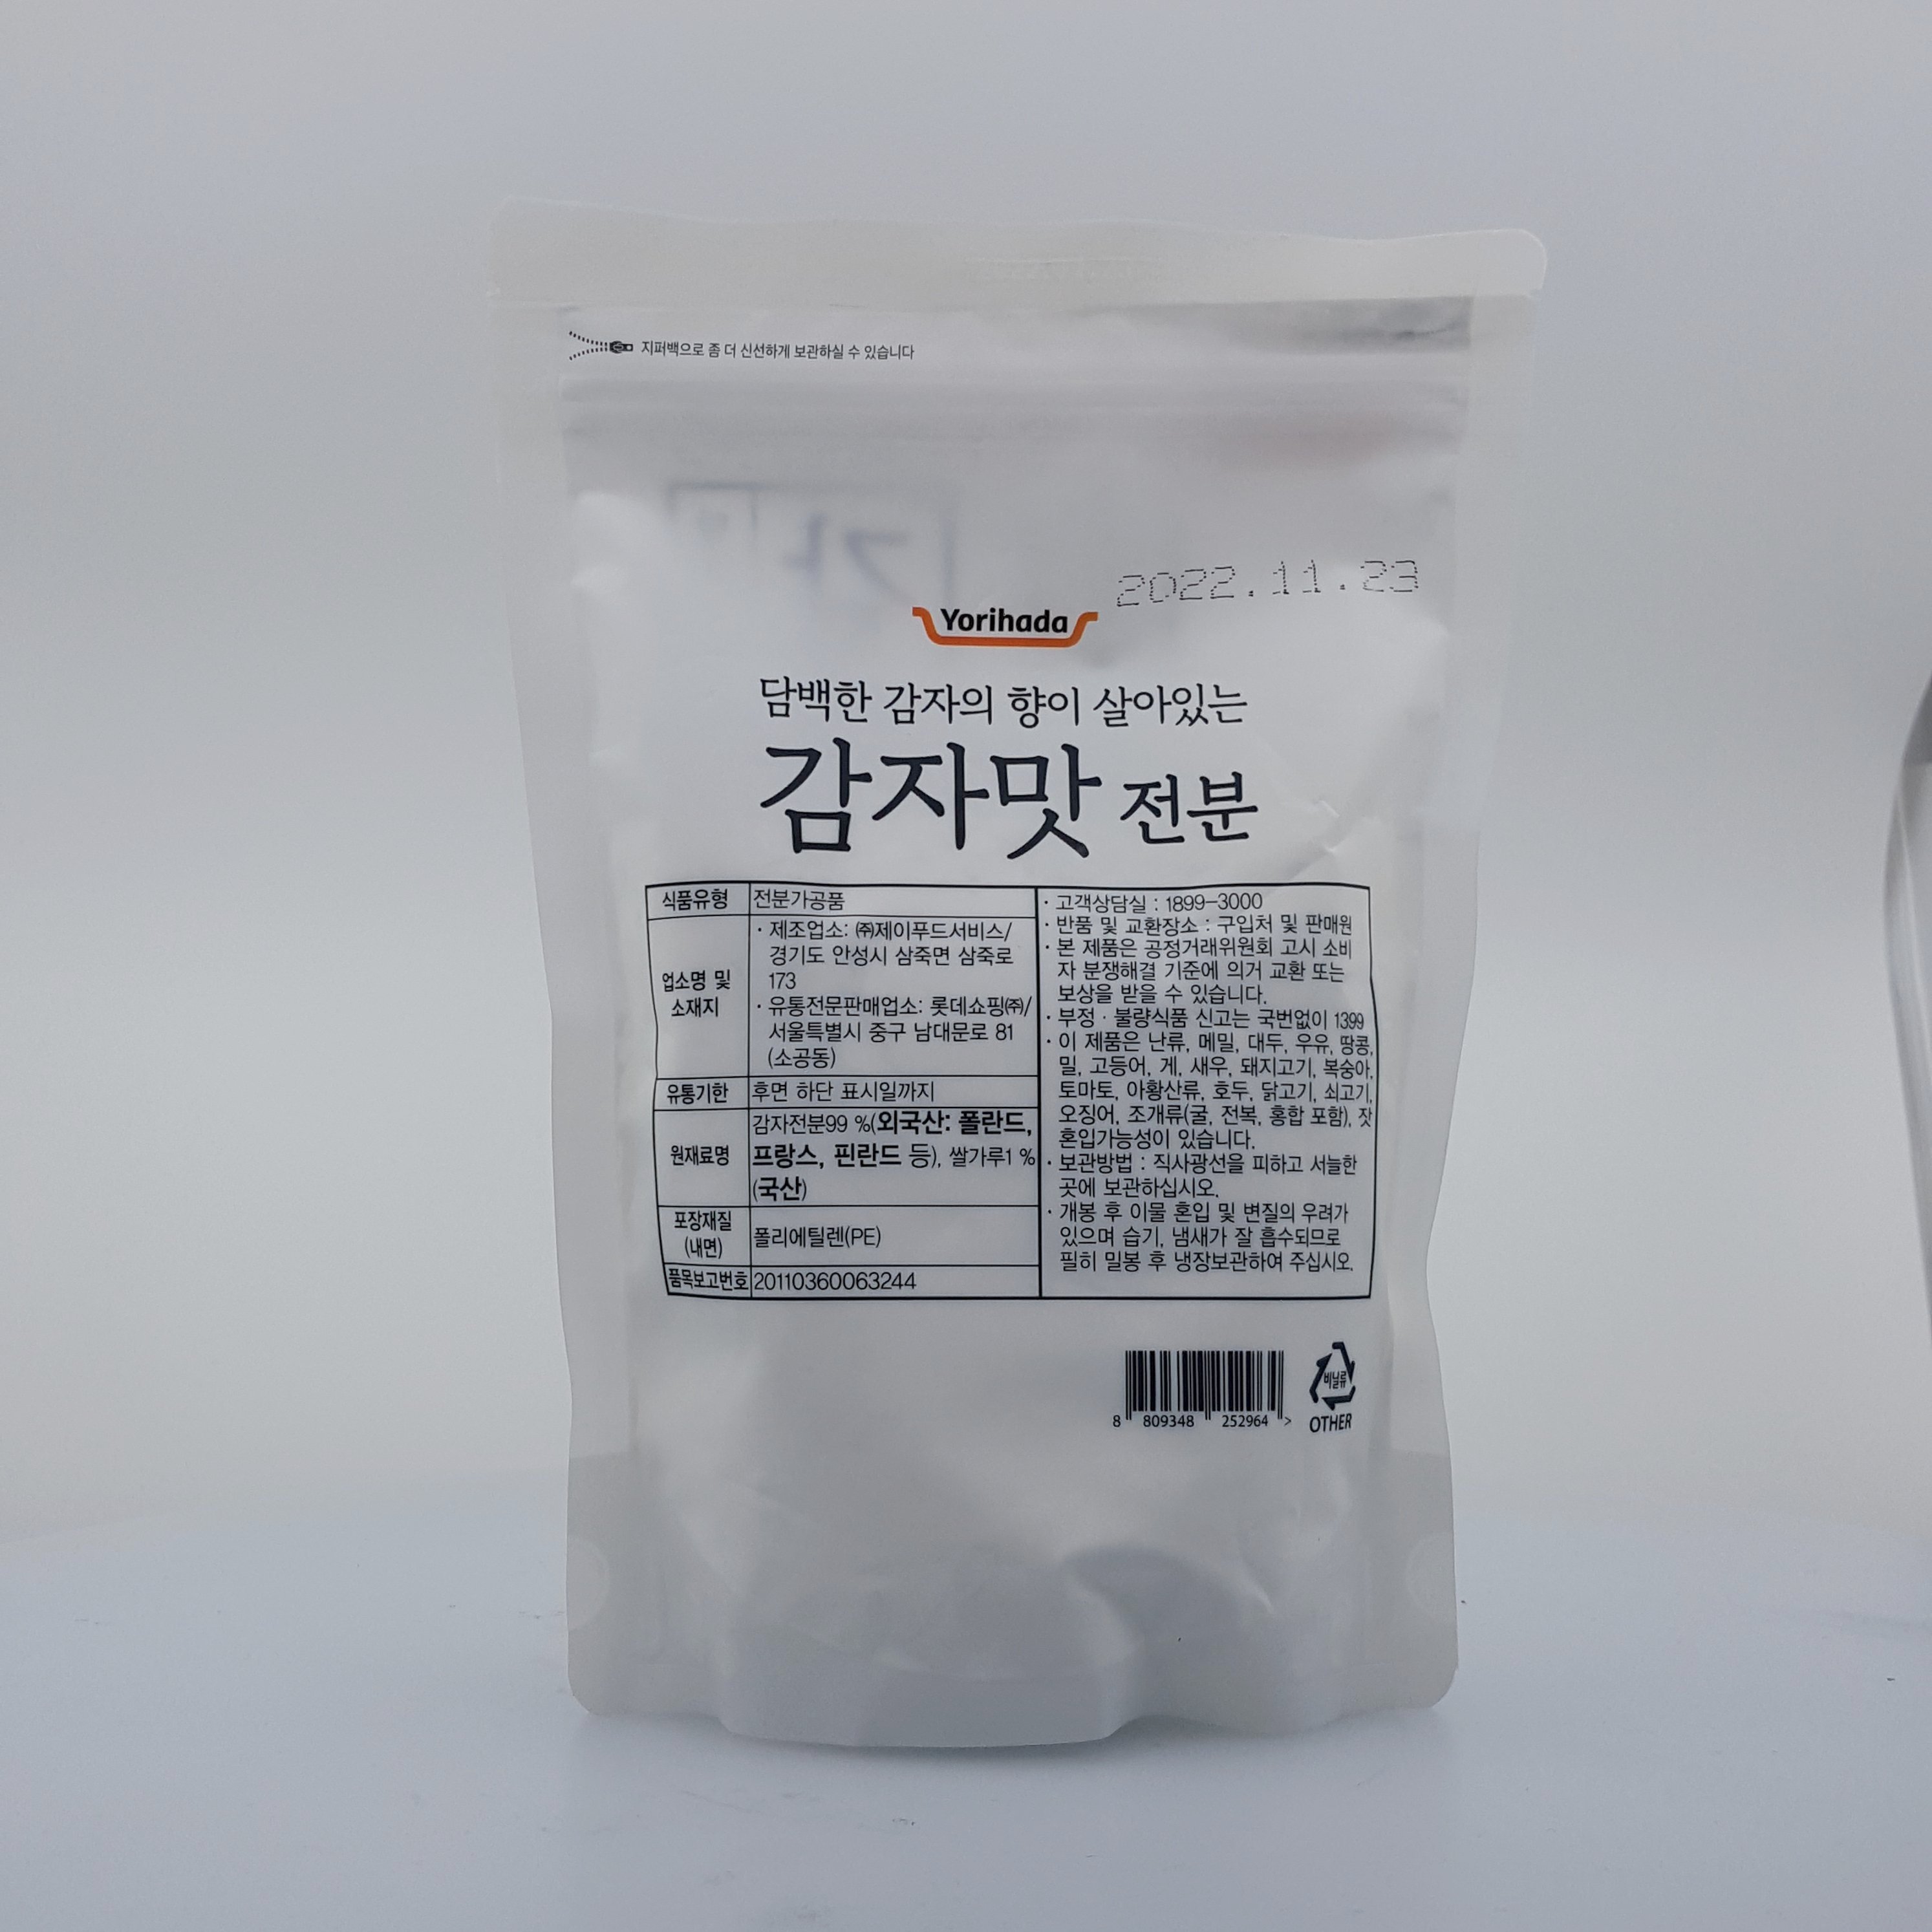 지퍼백으로 좀 더 신선하게 보관하실 수 있습니다
2022.11.23
Yorihada
담백한 감자의 향이 살아있는
감자맛 전분
식품유형 전분가공품
업소명 및
소재지
· 제조업소: ㈜제이푸드서비스/
경기도 안성시 삼죽면 삼죽로
173
· 유통전문판매업소: 롯데쇼핑㈜/
서울특별시 중구 남대문로 81
(소공동)
유통기한 후면 하단 표시일까지
원재료명
감자전분99 %(외국산: 폴란드,
프랑스, 핀란드 등), 쌀가루1 %
(국산)
포장재질
(내면)
폴리에틸렌(PE)
품목보고번호 20110360063244
· 고객상담실 : 1899-3000
· 반품 및 교환장소 : 구입처 및 판매원
· 본 제품은 공정거래위원회 고시 소비
자 분쟁해결 기준에 의거 교환 또는
보상을 받을 수 있습니다.
· 부정 · 불량식품 신고는 국번없이 1399
· 이 제품은 난류, 메밀, 대두, 우유, 땅콩,
밀, 고등어, 게, 새우, 돼지고기, 복숭아,
토마토, 아황산류, 호두, 닭고기, 쇠고기,
오징어, 조개류(굴, 전복, 홍합 포함), 잣
혼입가능성이 있습니다.
· 보관방법 : 직사광선을 피하고 서늘한
곳에 보관하십시오.
· 개봉 후 이물 혼입 및 변질의 우려가
있으며 습기, 냄새가 잘 흡수되므로
필히 밀봉 후 냉장보관하여 주십시오.
8 809348 252964 >
비닐류
OTHER